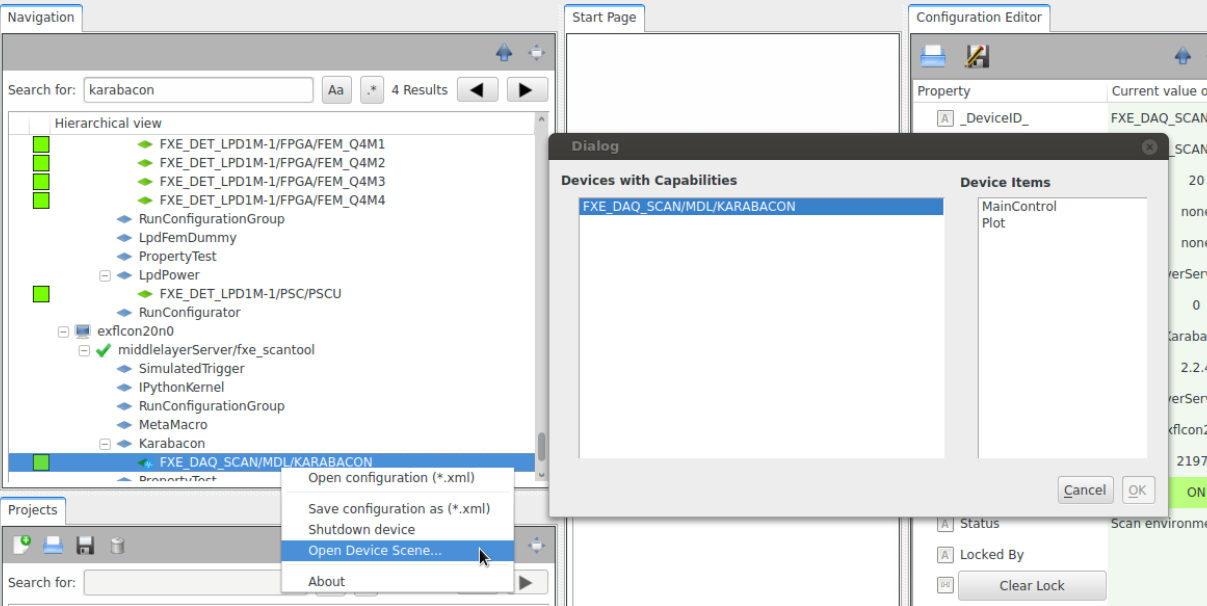 Navigation
Search for: karabacon Aa .* 4 Results
Hierarchical view
FXE_DET_LPD1M-1/FPGA/FEM_Q4M1
FXE_DET_LPD1M-1/FPGA/FEM_Q4M2
FXE_DET_LPD1M-1/FPGA/FEM_Q4M3
FXE_DET_LPD1M-1/FPGA/FEM_Q4M4
RunConfigurationGroup
LpdFemDummy
PropertyTest
LpdPower
FXE_DET_LPD1M-1/PSC/PSCU
RunConfigurator
exflcon20n0
middlelayerServer/fxe_scantool
SimulatedTrigger
IPythonKernel
RunConfigurationGroup
MetaMacro
Karabacon
FXE_DAQ_SCAN/MDL/KARABACON
PropertyTest
Open configuration (*.xml)
Save configuration as (*.xml)
Shutdown device
Open Device Scene...
About
Projects
Search for:
Start Page
Dialog
Devices with Capabilities
FXE_DAQ_SCAN/MDL/KARABACON
Device Items
MainControl
Plot
Cancel OK
Configuration Editor
Property Current value o
A _DeviceID_ FXE_DAQ_SCAN
_SCAN
20
none
none
erSer
0
Karaba
2.2.4
erSer
xflcon2
2197
ON
A Status Scan environme
A Locked By
Clear Lock